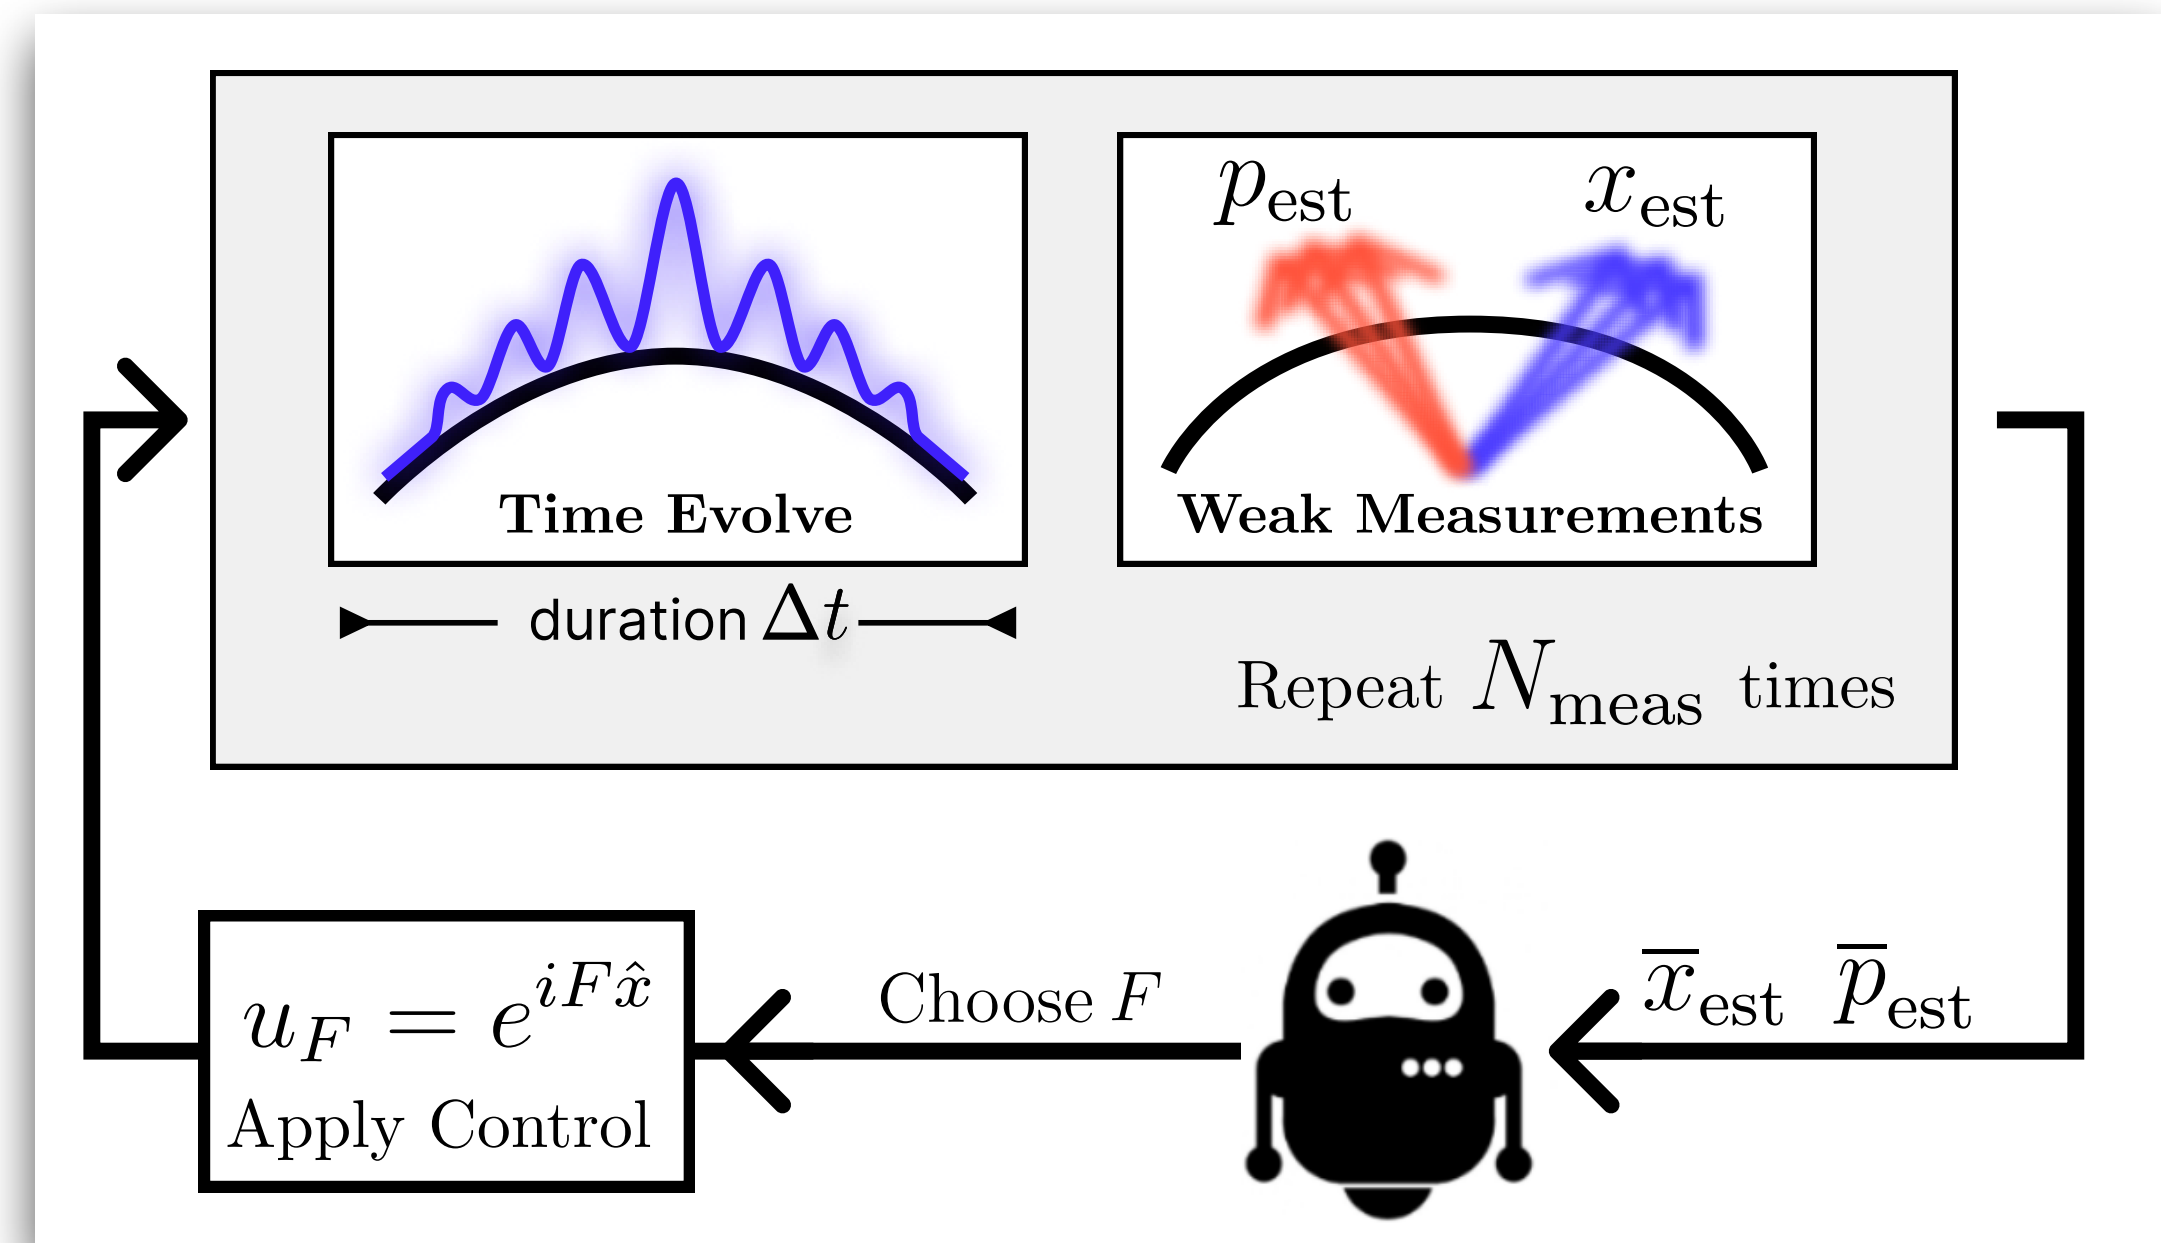 p_est x_est
Time Evolve
Weak Measurements
duration Δt
Repeat N_meas times
x̅_est p̅_est
Choose F
u_F = e^{iFx̂}
Apply Control